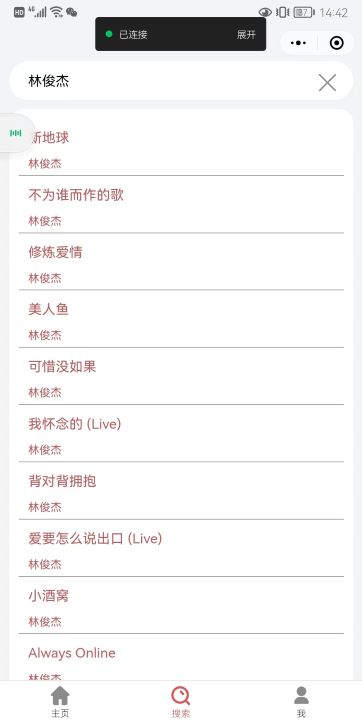 HD 4G 87 14:42
已连接 展开
林俊杰
新地球
林俊杰
不为谁而作的歌
林俊杰
修炼爱情
林俊杰
美人鱼
林俊杰
可惜没如果
林俊杰
我怀念的 (Live)
林俊杰
背对背拥抱
林俊杰
爱要怎么说出口 (Live)
林俊杰
小酒窝
林俊杰
Always Online
林俊杰
主页 搜索 我